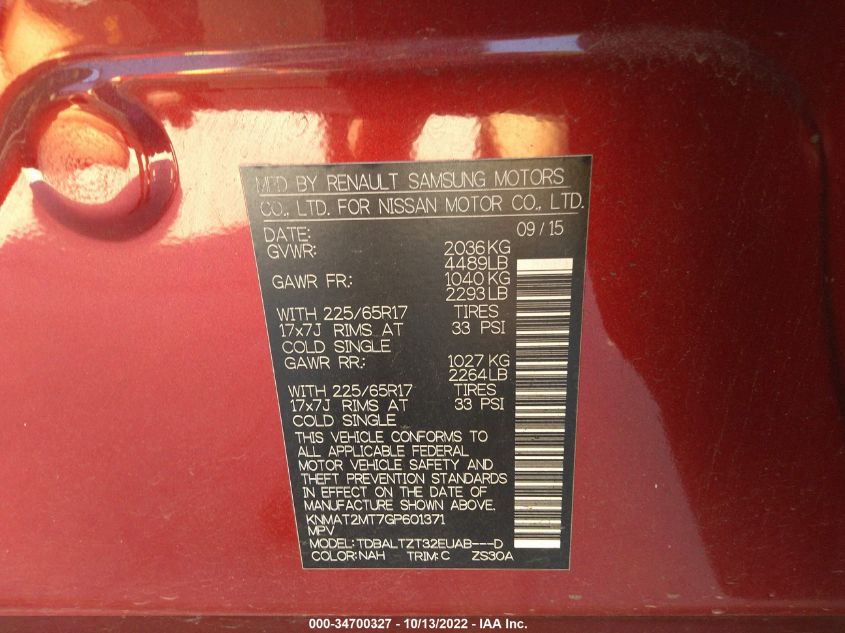 MFD BY RENAULT SAMSUNG MOTORS
CO., LTD. FOR NISSAN MOTOR CO., LTD.
DATE: 09/15
GVWR: 2036KG
4489LB
GAWR FR: 1040KG
2293LB
WITH 225/65R17 TIRES
17x7J RIMS AT 33 PSI
COLD SINGLE
GAWR RR: 1027KG
2264LB
WITH 225/65R17 TIRES
17x7J RIMS AT 33 PSI
COLD SINGLE
THIS VEHICLE CONFORMS TO
ALL APPLICABLE FEDERAL
MOTOR VEHICLE SAFETY AND
THEFT PREVENTION STANDARDS
IN EFFECT ON THE DATE OF
MANUFACTURE SHOWN ABOVE.
KNMAT2MT7GP601371
MPV
MODEL: TDBALTZT32EUAB---D
COLOR: NAH TRIM: C ZS30A
000-34700327 - 10/13/2022 - IAA Inc.